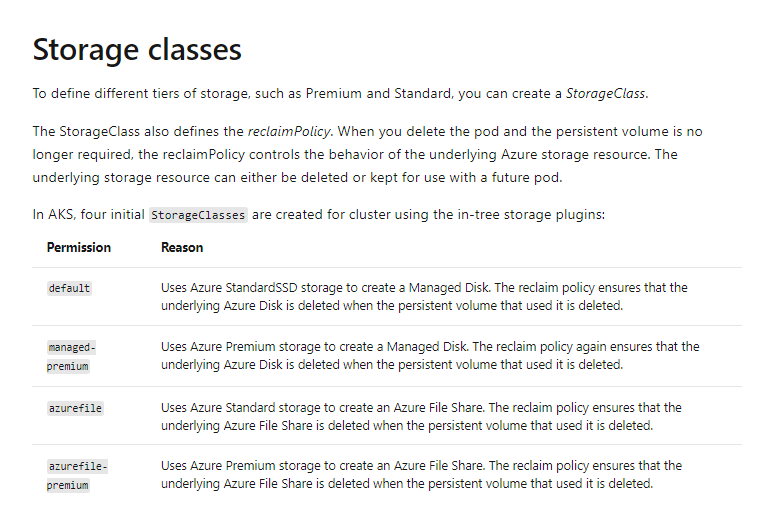 Storage classes
To define different tiers of storage, such as Premium and Standard, you can create a StorageClass.
The StorageClass also defines the reclaimPolicy. When you delete the pod and the persistent volume is no
longer required, the reclaimPolicy controls the behavior of the underlying Azure storage resource. The
underlying storage resource can either be deleted or kept for use with a future pod.
In AKS, four initial StorageClasses are created for cluster using the in-tree storage plugins:
Permission Reason
default Uses Azure StandardSSD storage to create a Managed Disk. The reclaim policy ensures that the
underlying Azure Disk is deleted when the persistent volume that used it is deleted.
managed- Uses Azure Premium storage to create a Managed Disk. The reclaim policy again ensures that the
premium underlying Azure Disk is deleted when the persistent volume that used it is deleted.
azurefile Uses Azure Standard storage to create an Azure File Share. The reclaim policy ensures that the
underlying Azure File Share is deleted when the persistent volume that used it is deleted.
azurefile- Uses Azure Premium storage to create an Azure File Share. The reclaim policy ensures that the
premium underlying Azure File Share is deleted when the persistent volume that used it is deleted.